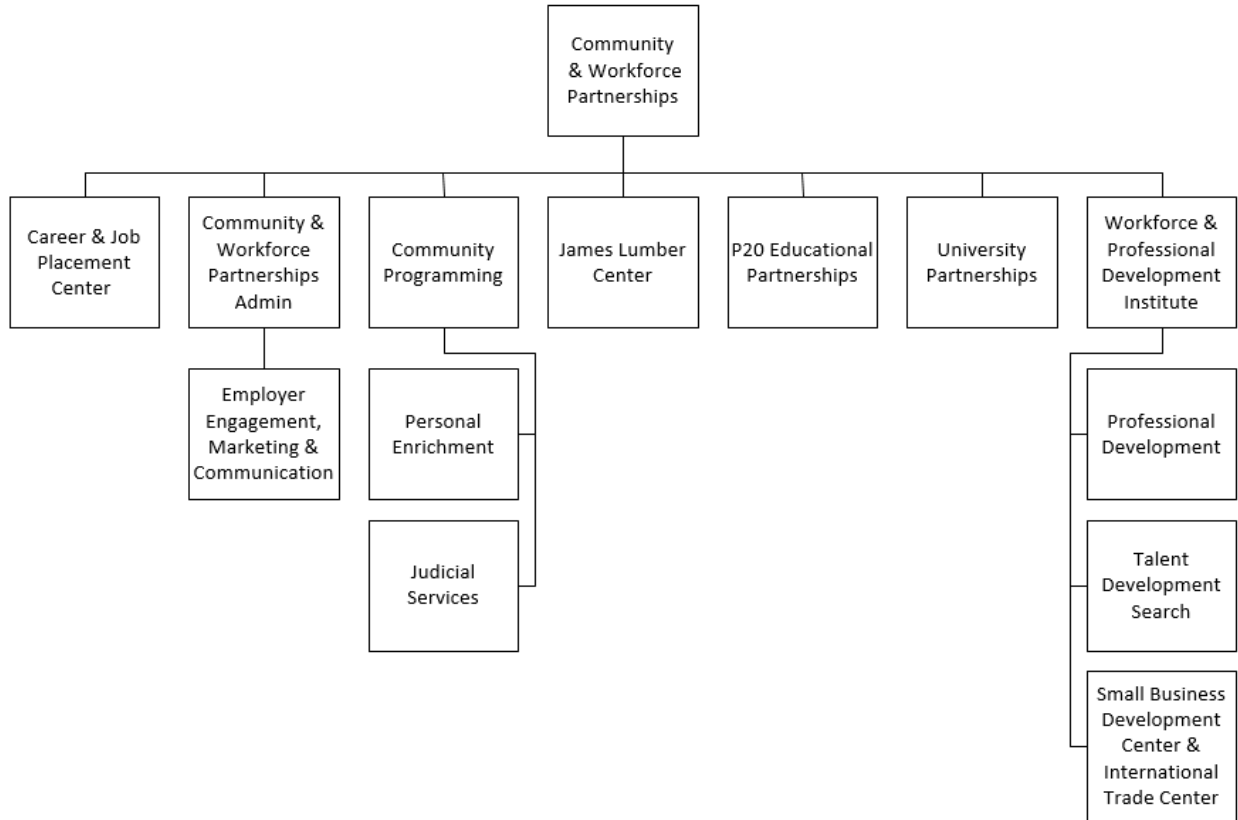 Community
& Workforce
Partnerships
Career & Job
Placement
Center
Community &
Workforce
Partnerships
Admin
Community
Programming
James Lumber
Center
P20 Educational
Partnerships
University
Partnerships
Workforce &
Professional
Development
Institute
Employer
Engagement,
Marketing &
Communication
Personal
Enrichment
Professional
Development
Judicial
Services
Talent
Development
Search
Small Business
Development
Center &
International
Trade Center